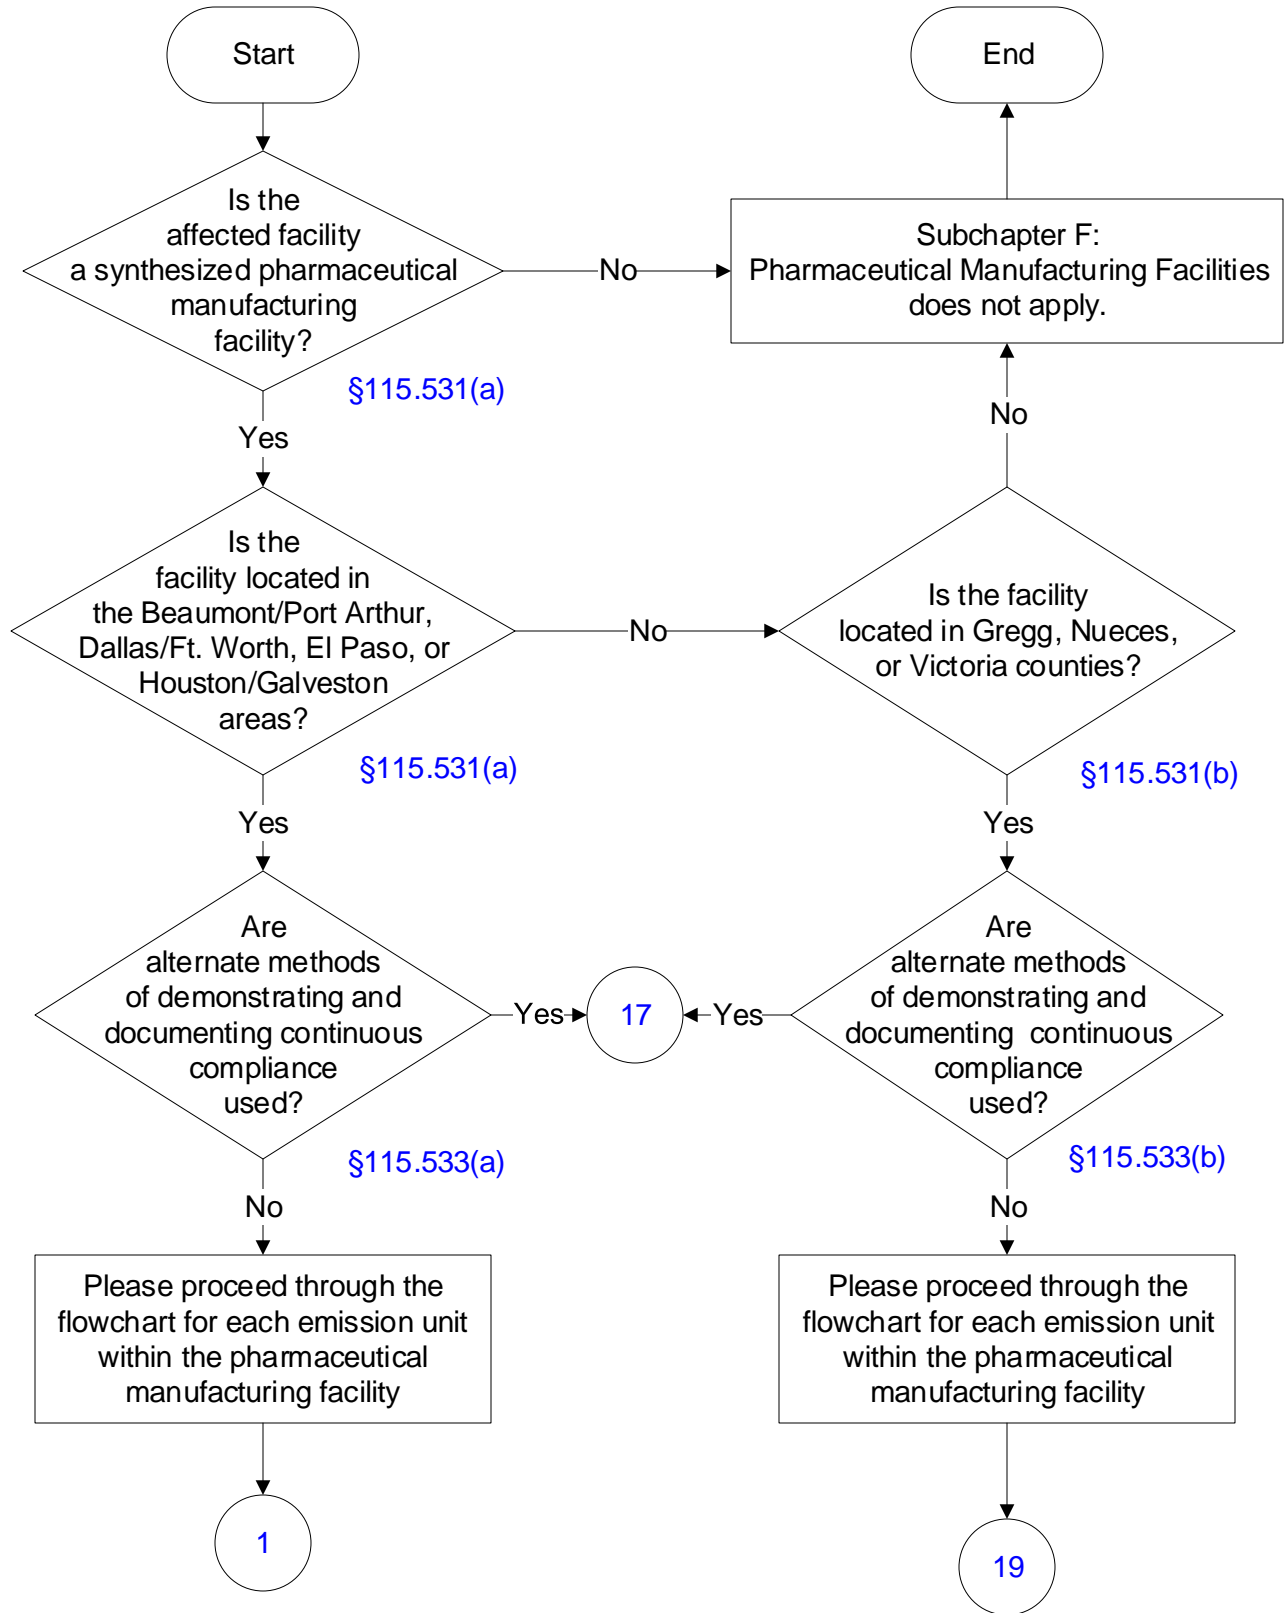 Start
End
Is the
affected facility
a synthesized pharmaceutical
manufacturing
facility?
No
Subchapter F:
Pharmaceutical Manufacturing Facilities
does not apply.
§115.531(a)
Yes
No
Is the
facility located in
the Beaumont/Port Arthur,
Dallas/Ft. Worth, El Paso, or
Houston/Galveston
areas?
No
Is the facility
located in Gregg, Nueces,
or Victoria counties?
§115.531(a)
§115.531(b)
Yes
Yes
Are
alternate methods
of demonstrating and
documenting continuous
compliance
used?
Yes
17
Yes
Are
alternate methods
of demonstrating and
documenting continuous
compliance
used?
§115.533(a)
§115.533(b)
No
No
Please proceed through the
flowchart for each emission unit
within the pharmaceutical
manufacturing facility
Please proceed through the
flowchart for each emission unit
within the pharmaceutical
manufacturing facility
1
19